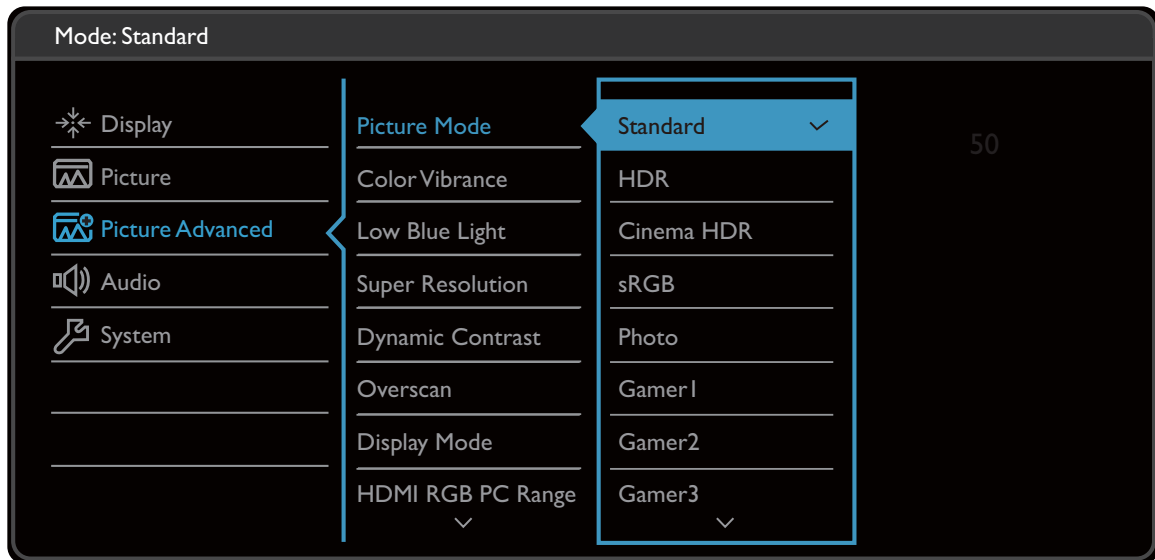 Mode: Standard
Display
Picture
Picture Advanced
Audio
System
Picture Mode
Color Vibrance
Low Blue Light
Super Resolution
Dynamic Contrast
Overscan
Display Mode
HDMI RGB PC Range
Standard
HDR
Cinema HDR
sRGB
Photo
Gamer1
Gamer2
Gamer3
50